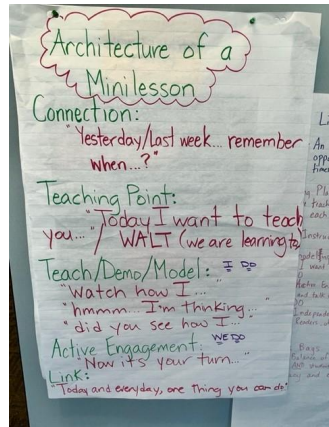 Architecture of a
Minilesson
Connection:
"Yesterday/Last week... remember
when...?"
Teaching Point:
"Today I want to teach
you..." / WALT (we are learning to)
Teach/Demo/Model: I DO
"Watch how I...
"hmmm... I'm thinking...
"did you see how I...
Active Engagement: WE DO
"Now it's your turn..."
Link:
"Today and everyday, one thing you can do"
An